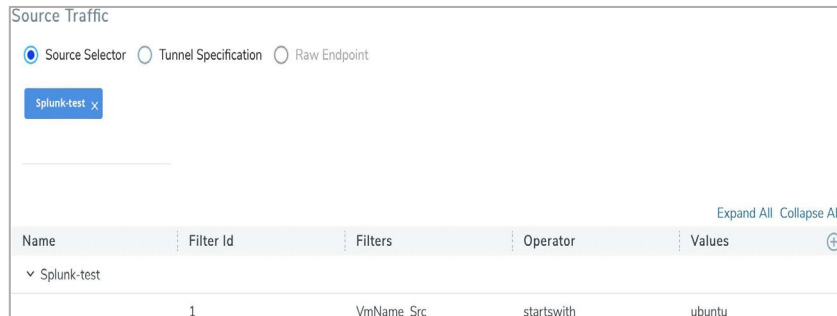 Source Traffic
Source Selector Tunnel Specification Raw Endpoint
Splunk-test x
Expand All Collapse Al
Name Filter Id Filters Operator Values
Splunk-test
1 VmName_Src startswith ubuntu